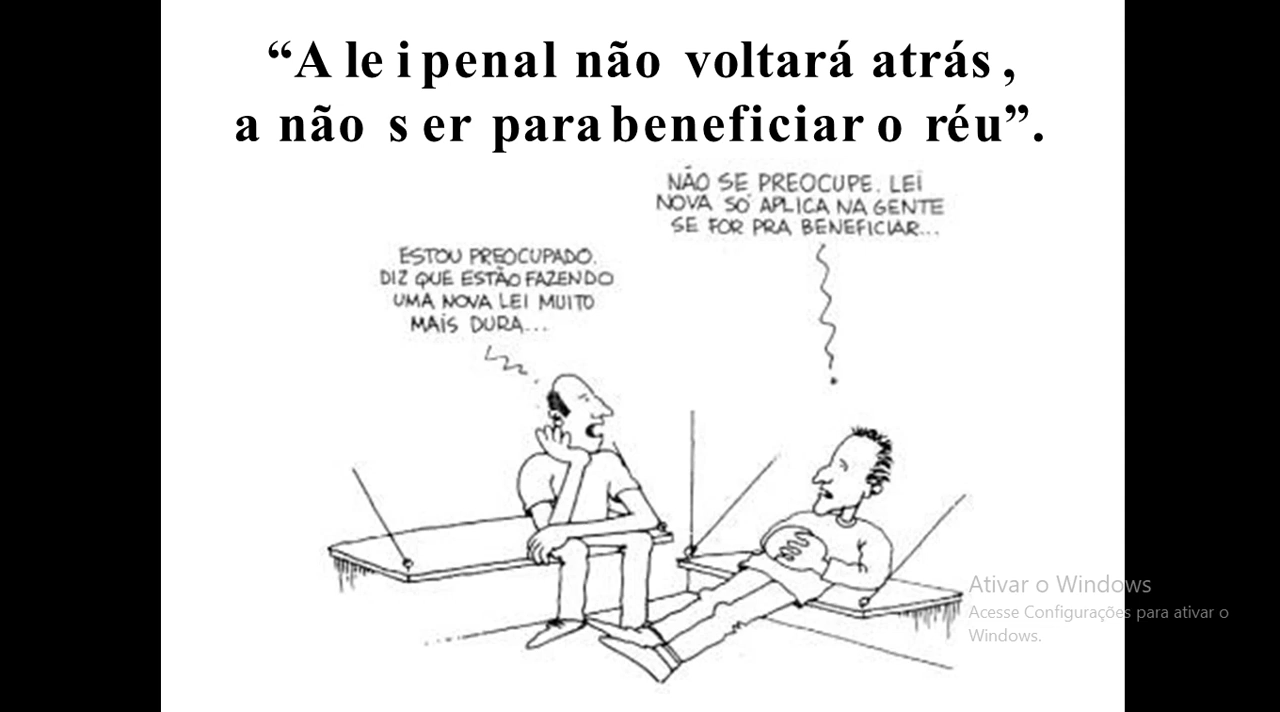 “A lei penal não voltará atrás,
a não ser para beneficiar o réu”.
NÃO SE PREOCUPE. LEI
NOVA SÓ APLICA NA GENTE
SE FOR PRA BENEFICIAR...
ESTOU PREOCUPADO.
DIZ QUE ESTÃO FAZENDO
UMA NOVA LEI MUITO
MAIS DURA...
Ativar o Windows
Acesse Configurações para ativar o
Windows.